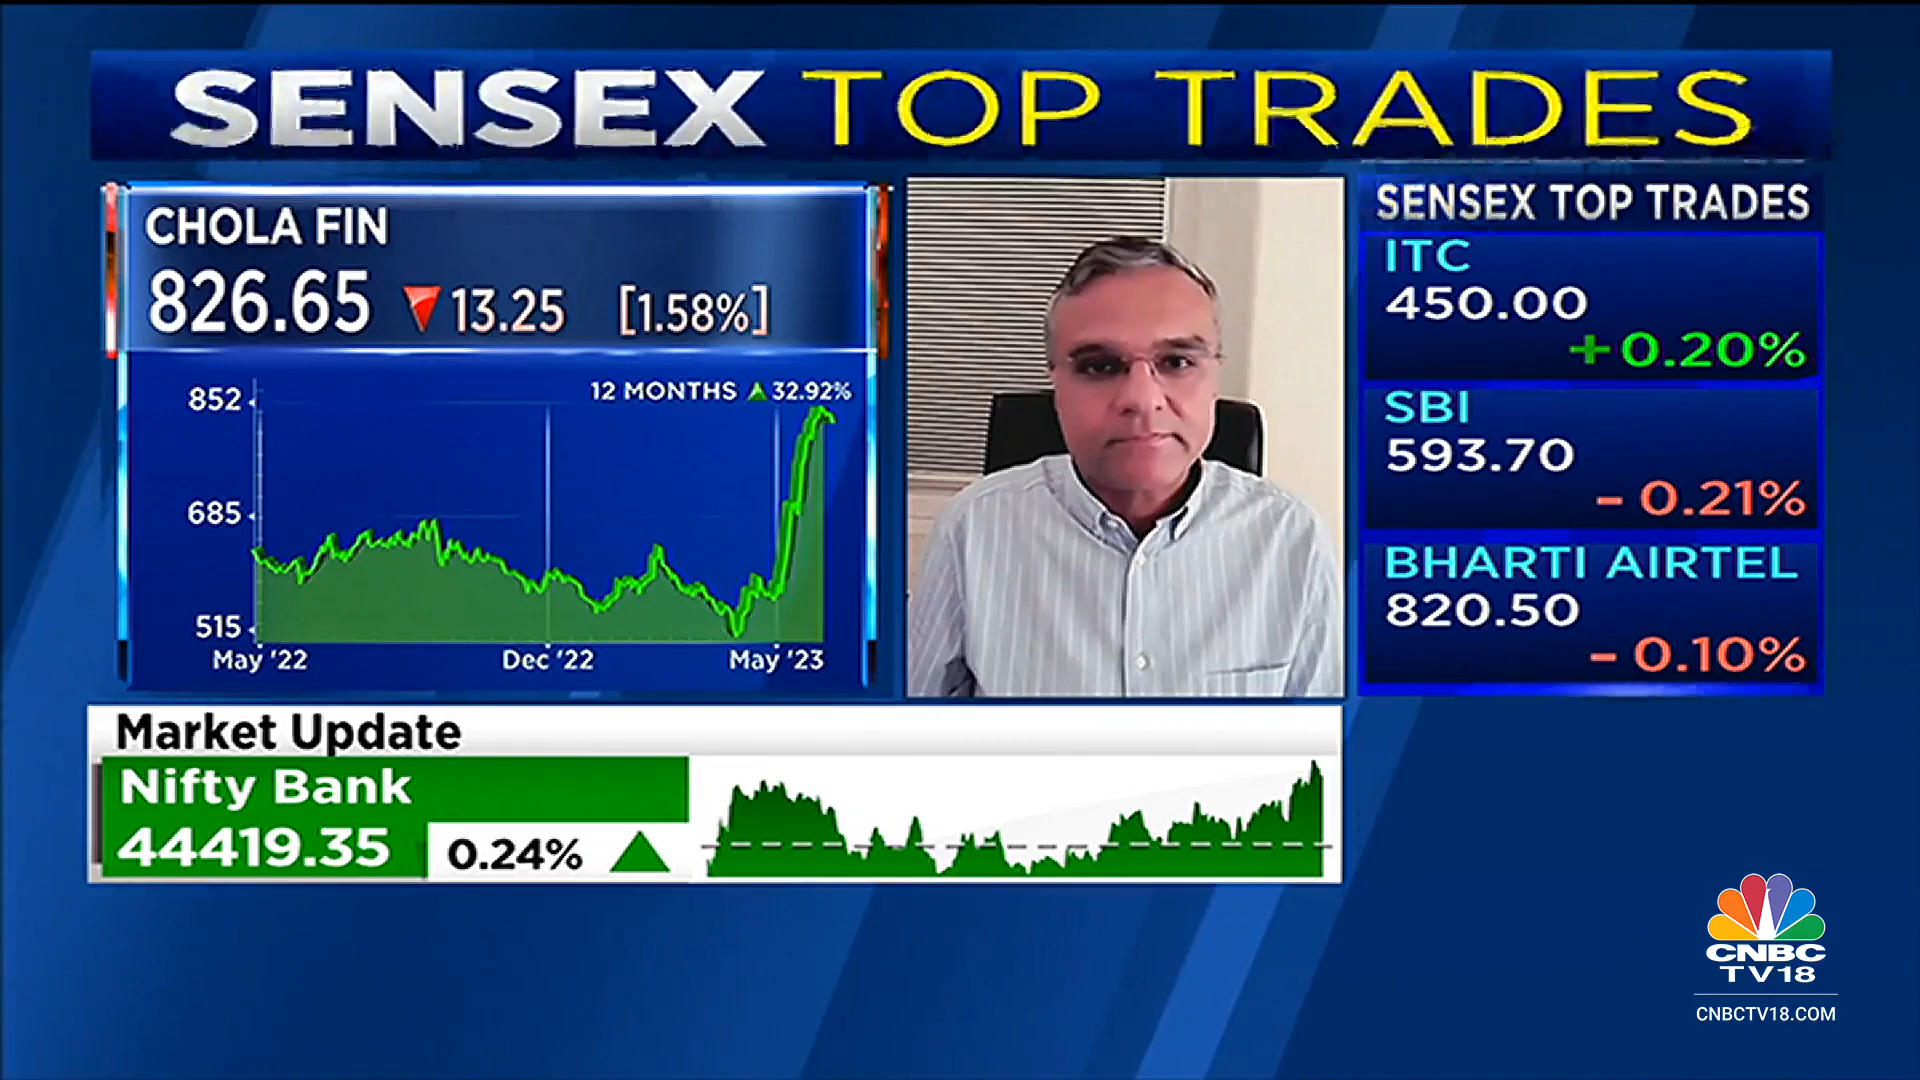 SENSEX TOP TRADES
CHOLA FIN
826.65 ▼13.25 [1.58%]
12 MONTHS ▲ 32.92%
852
685
515
May '22 Dec '22 May '23
SENSEX TOP TRADES
ITC
450.00
+0.20%
SBI
593.70
- 0.21%
BHARTI AIRTEL
820.50
- 0.10%
Market Update
Nifty Bank
44419.35
0.24% ▲
CNBC
TV18
CNBCTV18.COM